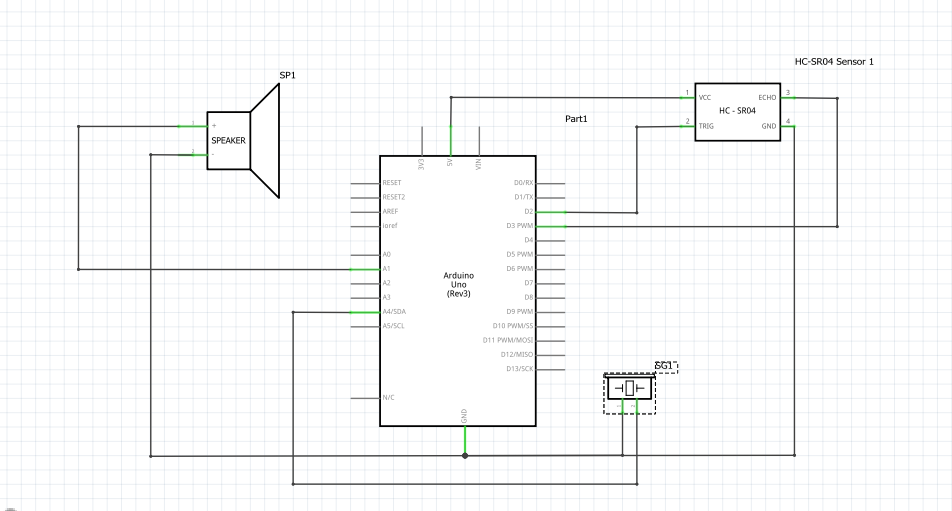 HC-SR04 Sensor 1
SP1
1 VCC ECHO 3
HC - SR04
2 TRIG GND 4
Part1
1 +
SPEAKER
2 -
3V3 5V VIN
RESET D0/RX
RESET2 D1/TX
AREF D2
ioref D3 PWM
D4
A0 D5 PWM
A1 D6 PWM
A2 D7
A3 D8
A4/SDA D9 PWM
A5/SCL D10 PWM/SS
D11 PWM/MOSI
D12/MISO
D13/SCK
Arduino
Uno
(Rev3)
N/C
GND
SG1